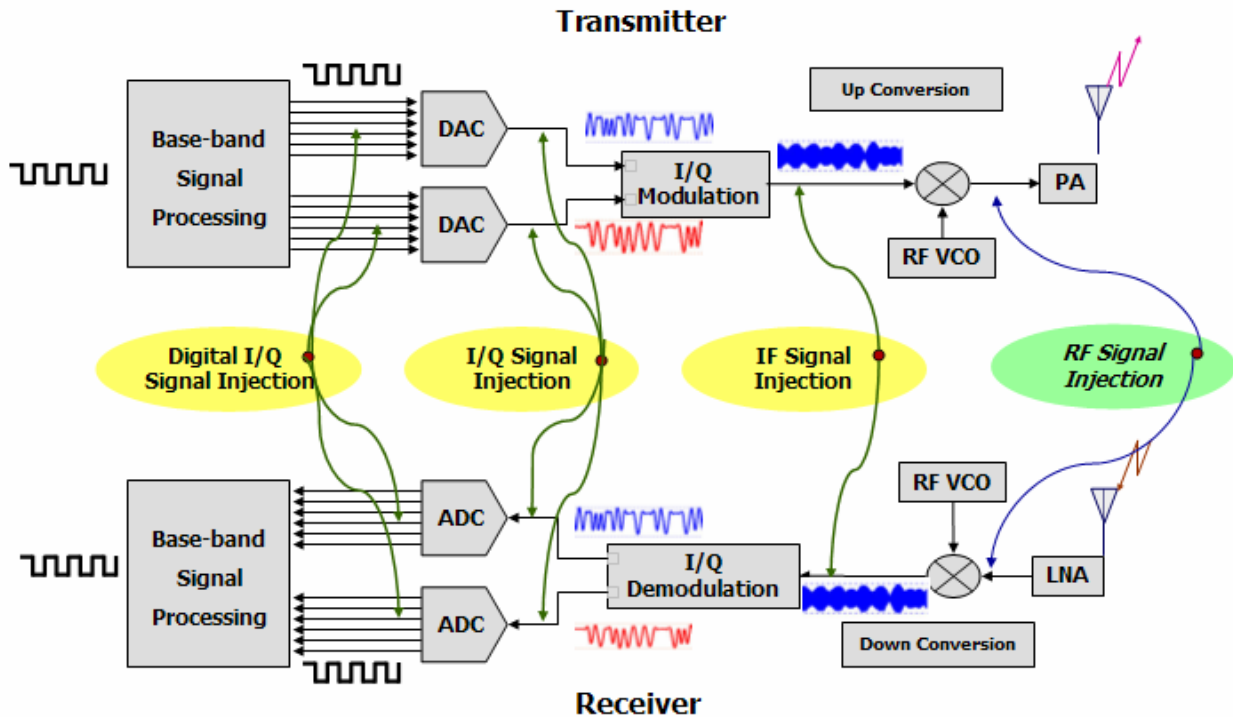 Transmitter
Base-band
Signal
Processing
DAC
DAC
I/Q
Modulation
Up Conversion
RF VCO
PA
Digital I/Q
Signal Injection
I/Q Signal
Injection
IF Signal
Injection
RF Signal
Injection
Base-band
Signal
Processing
ADC
ADC
I/Q
Demodulation
RF VCO
LNA
Down Conversion
Receiver